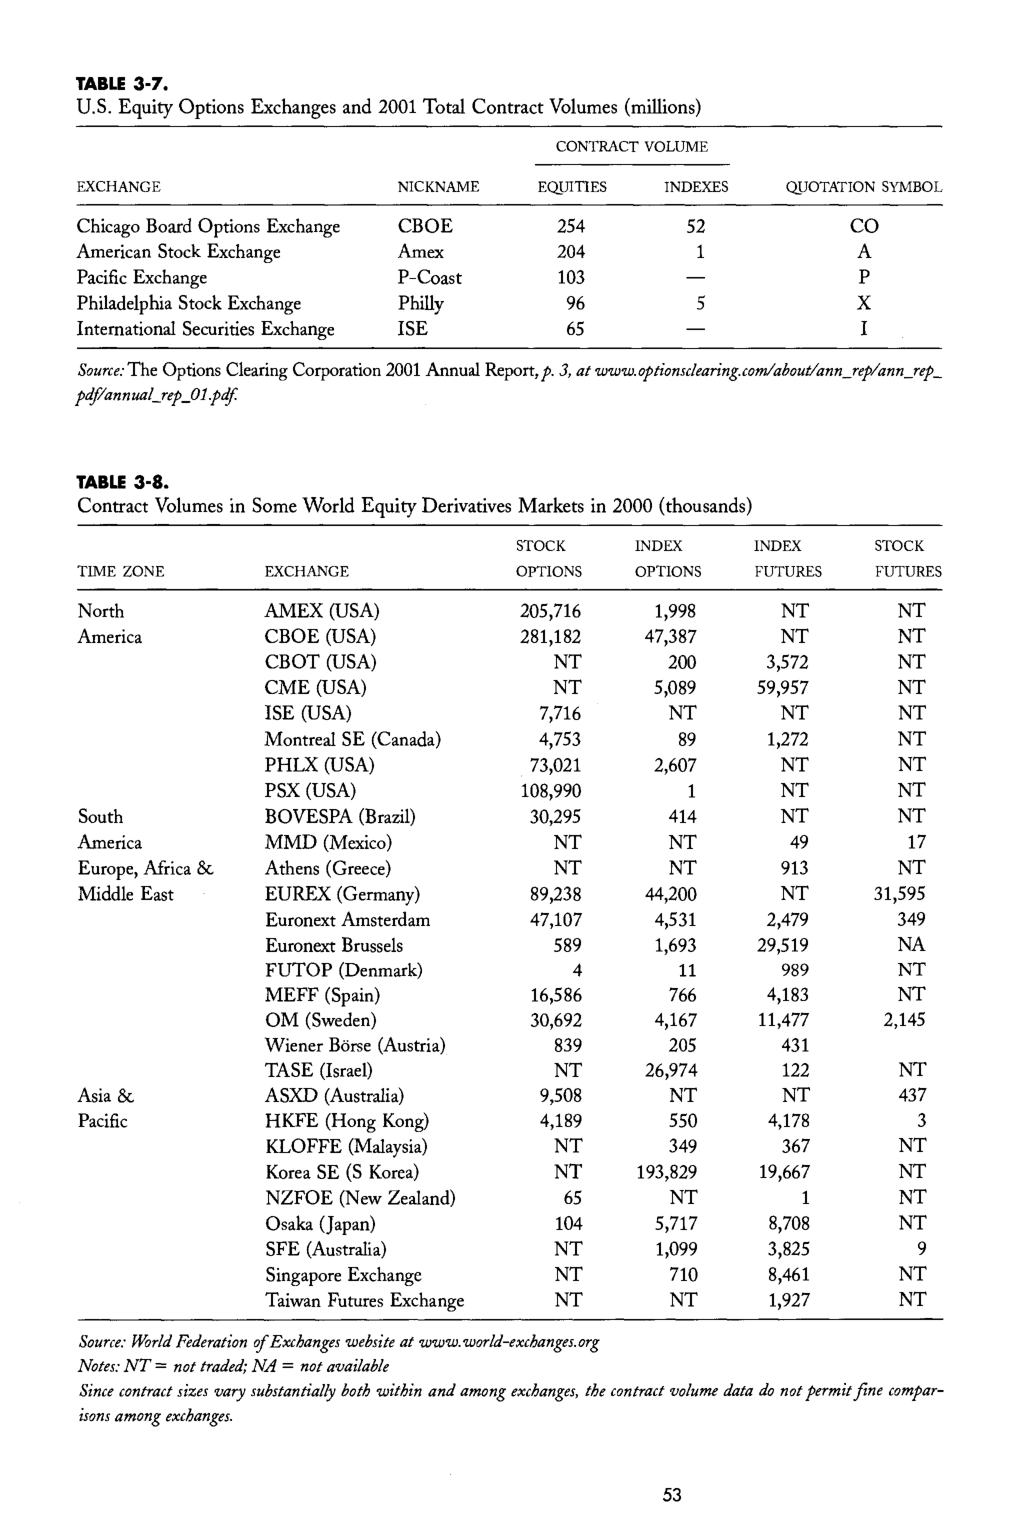 TABLE 3-7.
U.S. Equity Options Exchanges and 2001 Total Contract Volumes (millions)
CONTRACT VOLUME
EXCHANGE NICKNAME EQUITIES INDEXES QUOTATION SYMBOL
Chicago Board Options Exchange CBOE 254 52 CO
American Stock Exchange Amex 204 1 A
Pacific Exchange P-Coast 103 — P
Philadelphia Stock Exchange Philly 96 5 X
International Securities Exchange ISE 65 — I
Source: The Options Clearing Corporation 2001 Annual Report, p. 3, at www.optionsclearing.com/about/ann_rep/ann_rep_
pdf/annual_rep_01.pdf.
TABLE 3-8.
Contract Volumes in Some World Equity Derivatives Markets in 2000 (thousands)
STOCK INDEX INDEX STOCK
TIME ZONE EXCHANGE OPTIONS OPTIONS FUTURES FUTURES
North AMEX (USA) 205,716 1,998 NT NT
America CBOE (USA) 281,182 47,387 NT NT
CBOT (USA) NT 200 3,572 NT
CME (USA) NT 5,089 59,957 NT
ISE (USA) 7,716 NT NT NT
Montreal SE (Canada) 4,753 89 1,272 NT
PHLX (USA) 73,021 2,607 NT NT
PSX (USA) 108,990 1 NT NT
South BOVESPA (Brazil) 30,295 414 NT NT
America MMD (Mexico) NT NT 49 17
Europe, Africa & Athens (Greece) NT NT 913 NT
Middle East EUREX (Germany) 89,238 44,200 NT 31,595
Euronext Amsterdam 47,107 4,531 2,479 349
Euronext Brussels 589 1,693 29,519 NA
FUTOP (Denmark) 4 11 989 NT
MEFF (Spain) 16,586 766 4,183 NT
OM (Sweden) 30,692 4,167 11,477 2,145
Wiener Börse (Austria) 839 205 431
TASE (Israel) NT 26,974 122 NT
Asia & ASXD (Australia) 9,508 NT NT 437
Pacific HKFE (Hong Kong) 4,189 550 4,178 3
KLOFFE (Malaysia) NT 349 367 NT
Korea SE (S Korea) NT 193,829 19,667 NT
NZFOE (New Zealand) 65 NT 1 NT
Osaka (Japan) 104 5,717 8,708 NT
SFE (Australia) NT 1,099 3,825 9
Singapore Exchange NT 710 8,461 NT
Taiwan Futures Exchange NT NT 1,927 NT
Source: World Federation of Exchanges website at www.world-exchanges.org
Notes: NT = not traded; NA = not available
Since contract sizes vary substantially both within and among exchanges, the contract volume data do not permit fine compar-
isons among exchanges.
53